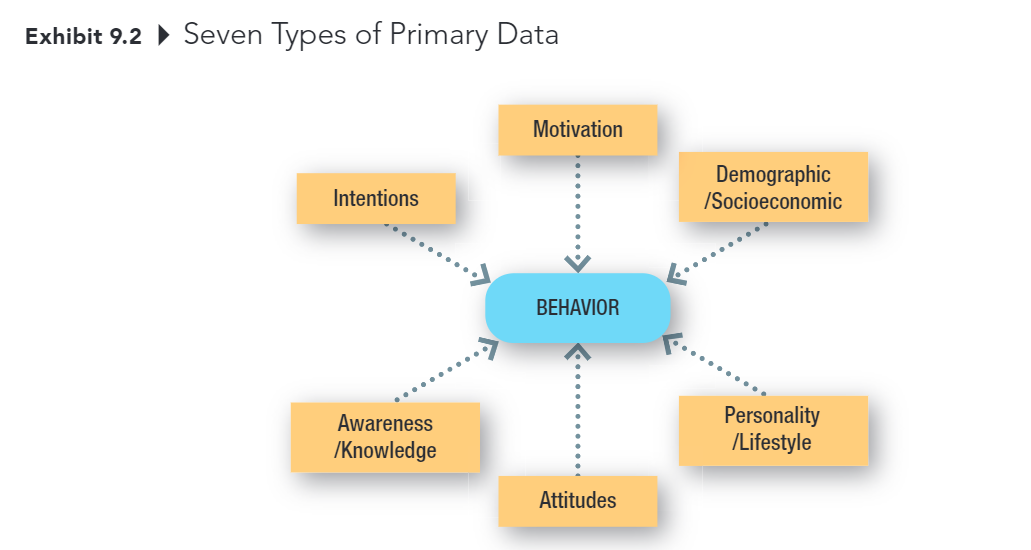 Exhibit 9.2 ▸ Seven Types of Primary Data
Motivation
Demographic
/Socioeconomic
Intentions
BEHAVIOR
Awareness
/Knowledge
Personality
/Lifestyle
Attitudes